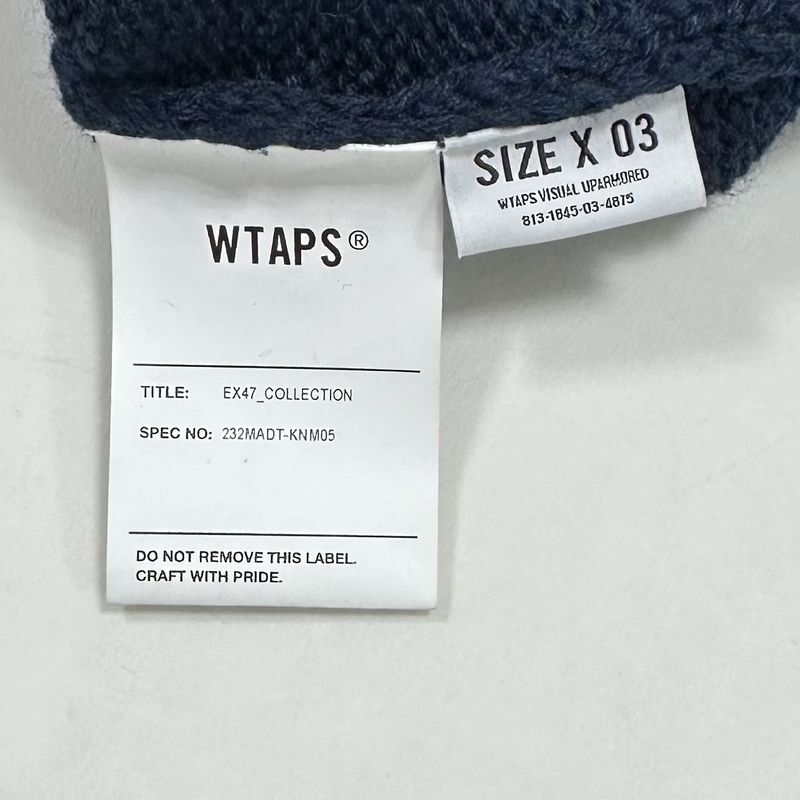 SIZE X 03
WTAPS VISUAL UPARMORED
813-1845-03-4875
WTAPS®
TITLE: EX47_COLLECTION
SPEC NO: 232MADT-KNM05
DO NOT REMOVE THIS LABEL.
CRAFT WITH PRIDE.